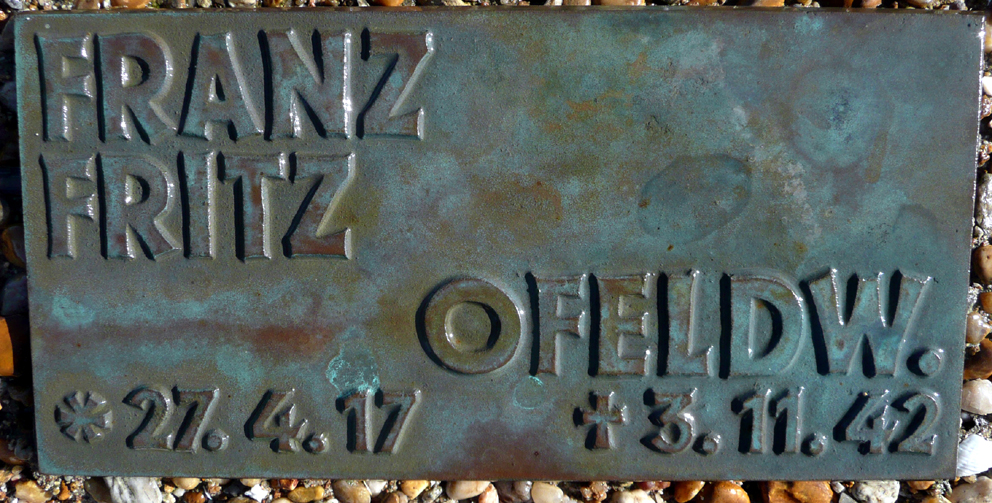 FRANZ
FRITZ
OFELDW.
* 27.4.17 † 3.11.42